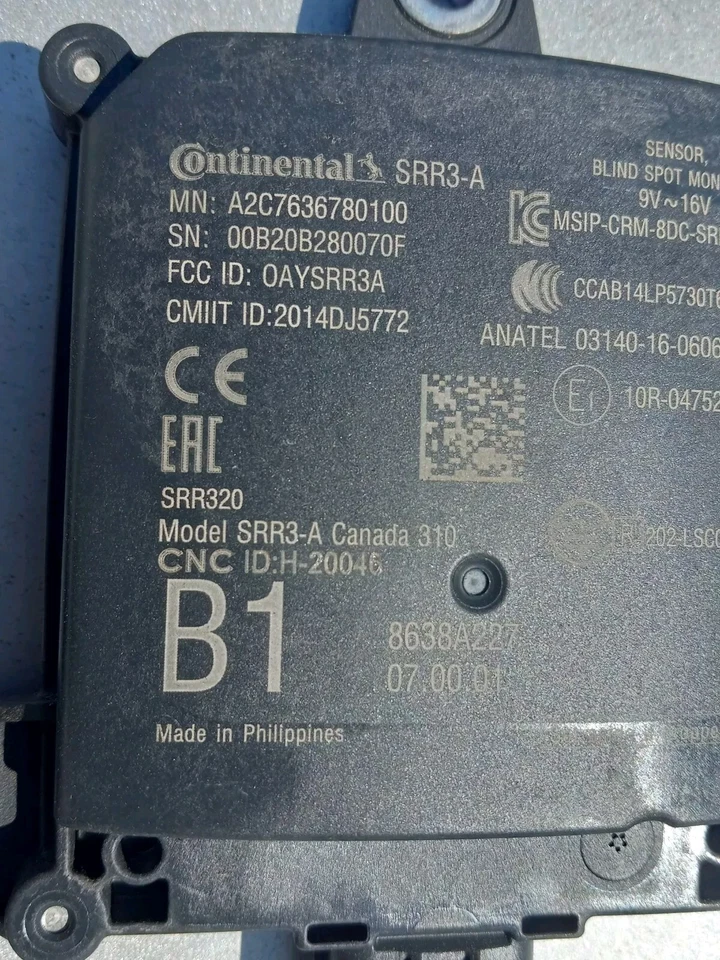 Continental SRR3-A
MN: A2C7636780100
SN: 00B20B280070F
FCC ID: OAYSRR3A
CMIIT ID:2014DJ5772
CE
EAC
SRR320
Model SRR3-A Canada 310
CNC ID:H-20046
B1
Made in Philippines
SENSOR,
BLIND SPOT MON
9V~16V
MSIP-CRM-8DC-SR
CCAB14LP5730T
ANATEL 03140-16-0606
E1 10R-04752
202-LSC
8638A227
07.00.01